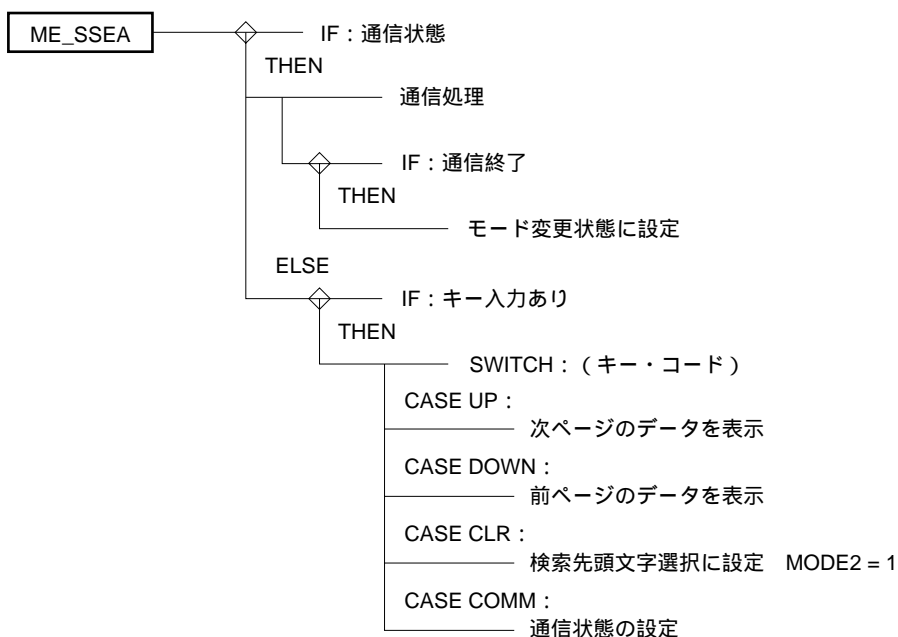 ME_SSEA
IF：通信状態
THEN
通信処理
IF：通信終了
THEN
モード変更状態に設定
ELSE
IF：キー入力あり
THEN
SWITCH：（キー・コード）
CASE UP：
次ページのデータを表示
CASE DOWN：
前ページのデータを表示
CASE CLR：
検索先頭文字選択に設定　MODE2 = 1
CASE COMM：
通信状態の設定